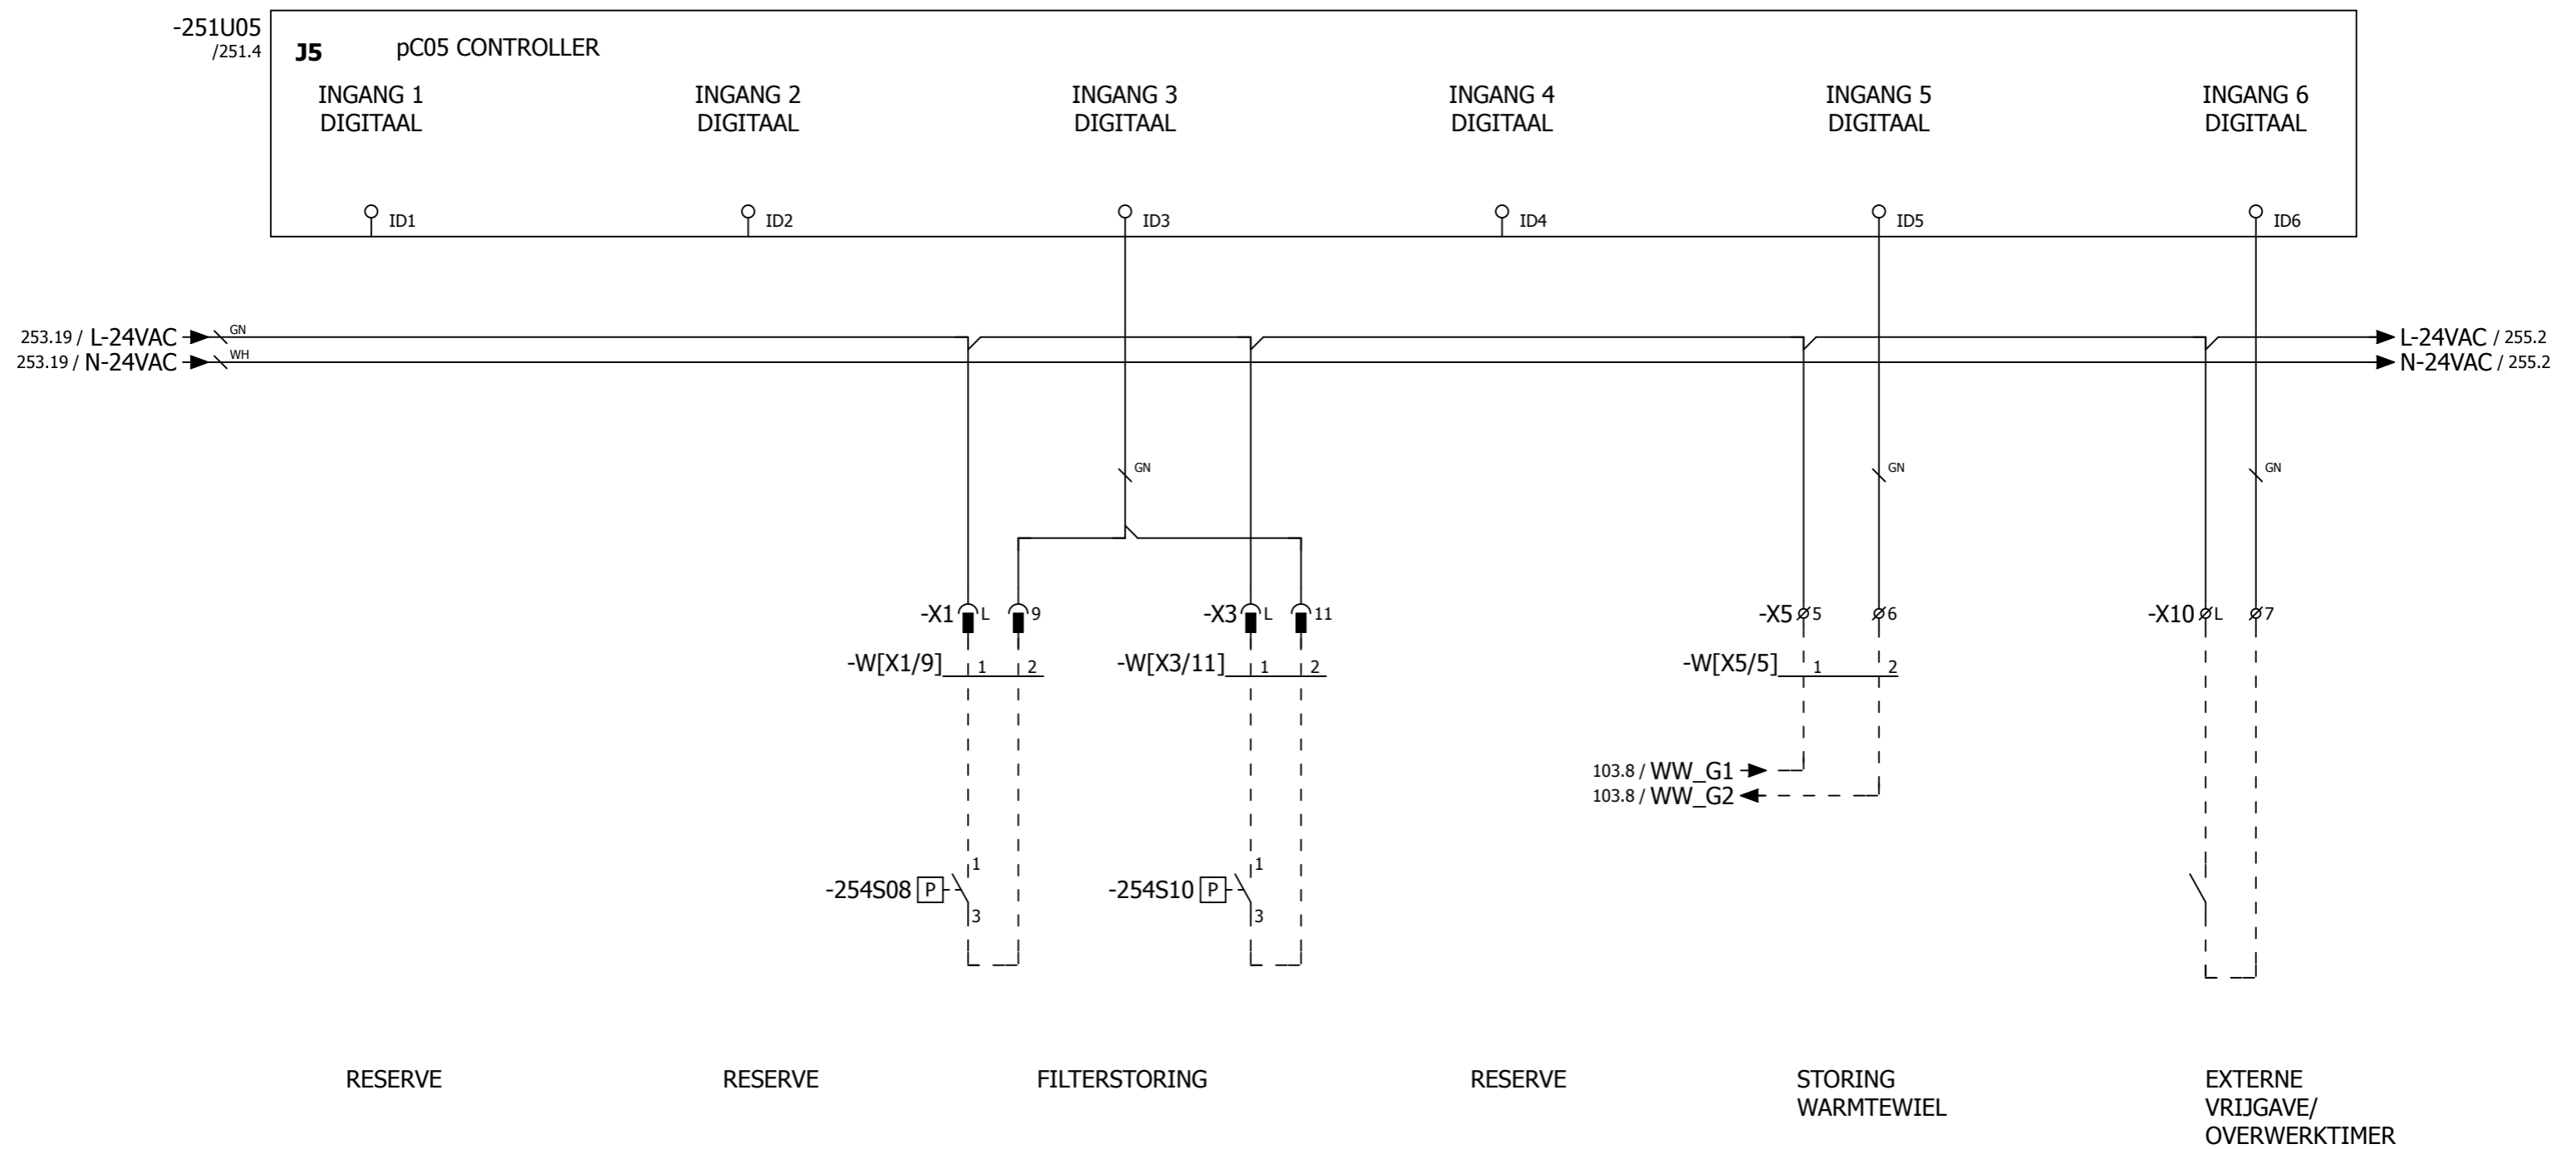 -251U05
/251.4
J5 pC05 CONTROLLER
INGANG 1 INGANG 2 INGANG 3 INGANG 4 INGANG 5 INGANG 6
DIGITAAL DIGITAAL DIGITAAL DIGITAAL DIGITAAL DIGITAAL
ID1 ID2 ID3 ID4 ID5 ID6
253.19 / L-24VAC GN L-24VAC / 255.2
253.19 / N-24VAC WH N-24VAC / 255.2
GN GN GN
-X1 L 9 -X3 L 11 -X5 5 6 -X10 L 7
-W[X1/9] 1 2 -W[X3/11] 1 2 -W[X5/5] 1 2
103.8 / WW_G1
103.8 / WW_G2
1 1
-254S08 P -254S10 P
3 3
RESERVE RESERVE FILTERSTORING RESERVE STORING EXTERNE
WARMTEWIEL VRIJGAVE/
OVERWERKTIMER